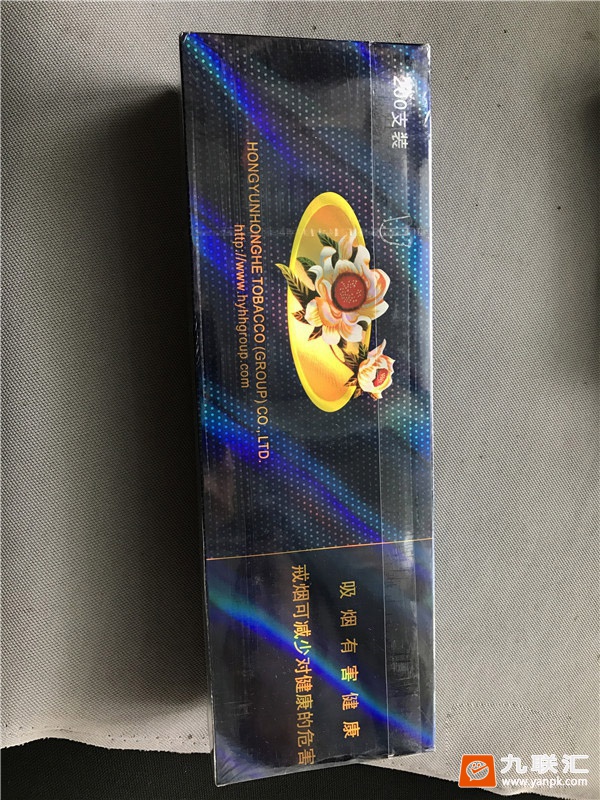 200支装
HONGYUNHONGHE TOBACCO (GROUP) CO.,LTD.
http://www.hyhhgroup.com
吸烟有害健康
戒烟可减少对健康的危害
九联汇
www.yanpk.com